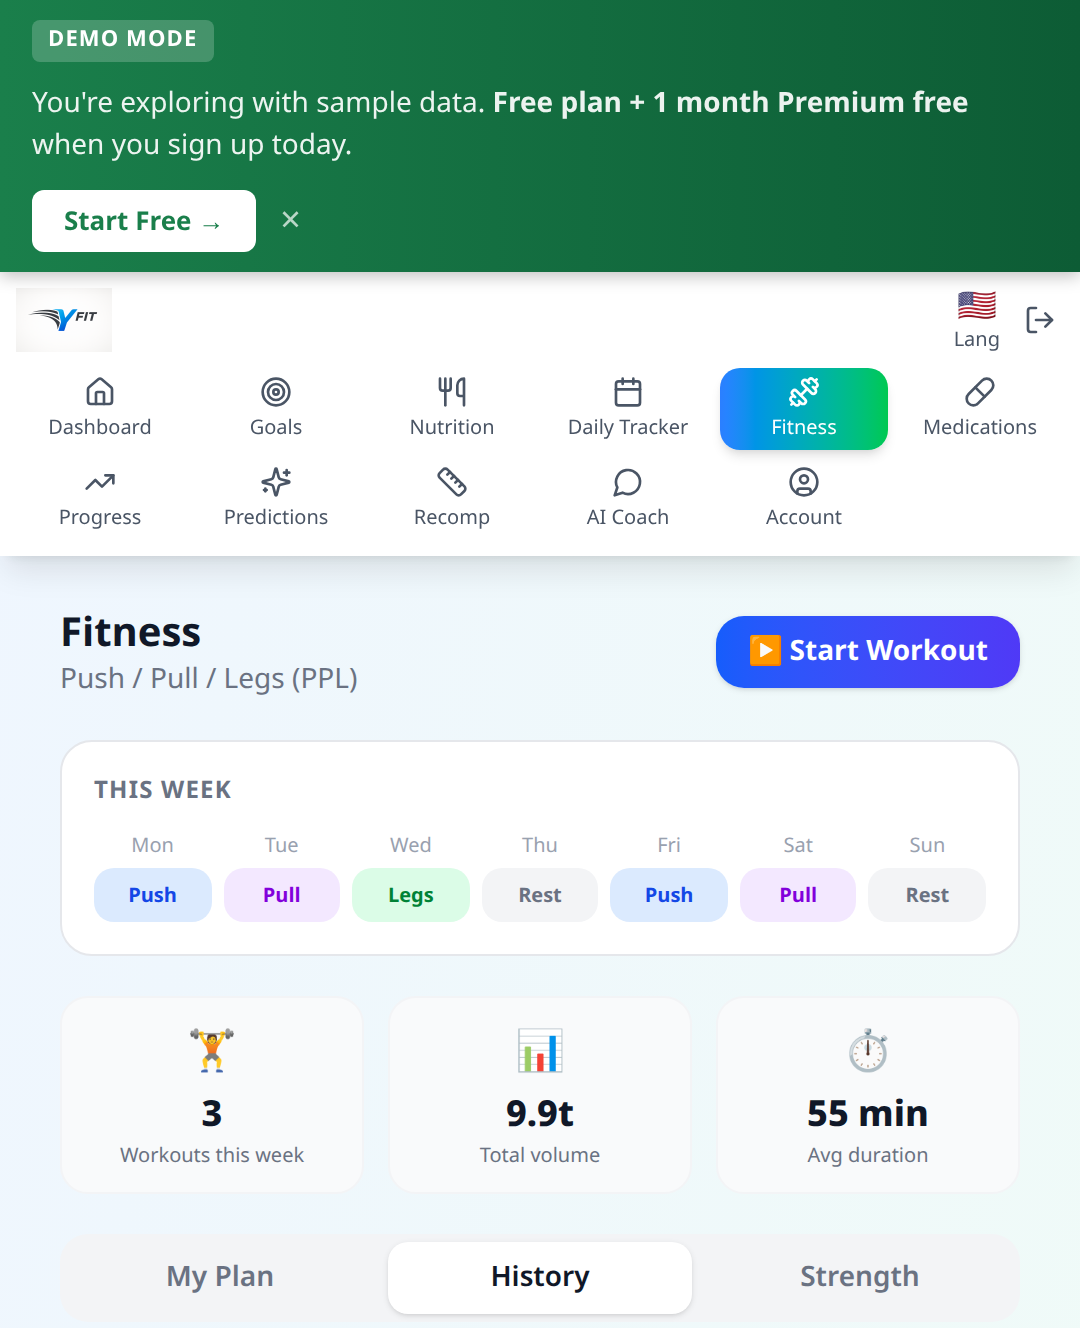 DEMO MODE
You're exploring with sample data. Free plan + 1 month Premium free
when you sign up today.
Start Free →
✕
YFIT
Lang
Dashboard
Goals
Nutrition
Daily Tracker
Fitness
Medications
Progress
Predictions
Recomp
AI Coach
Account
Fitness
Push / Pull / Legs (PPL)
▶️ Start Workout
THIS WEEK
Mon Tue Wed Thu Fri Sat Sun
Push Pull Legs Rest Push Pull Rest
3
Workouts this week
9.9t
Total volume
55 min
Avg duration
My Plan
History
Strength